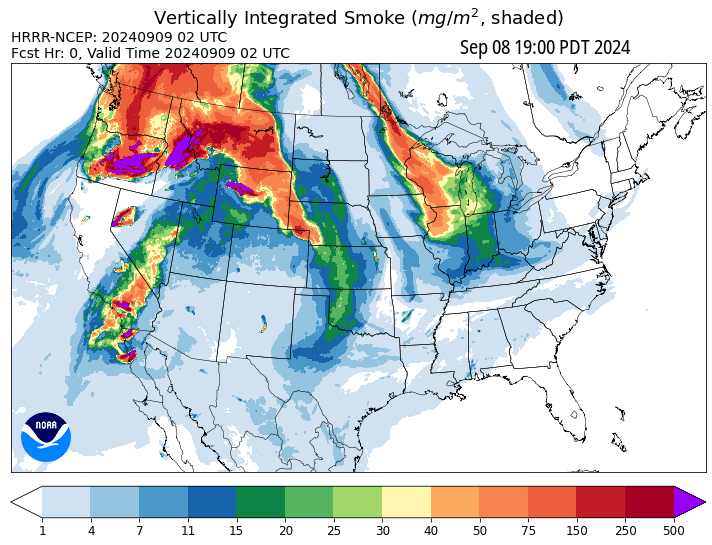 Vertically Integrated Smoke (mg/m², shaded)
HRRR-NCEP: 20240909 02 UTC
Fcst Hr: 0, Valid Time 20240909 02 UTC
Sep 08 19:00 PDT 2024
NOAA
1 4 7 11 15 20 25 30 40 50 75 150 250 500